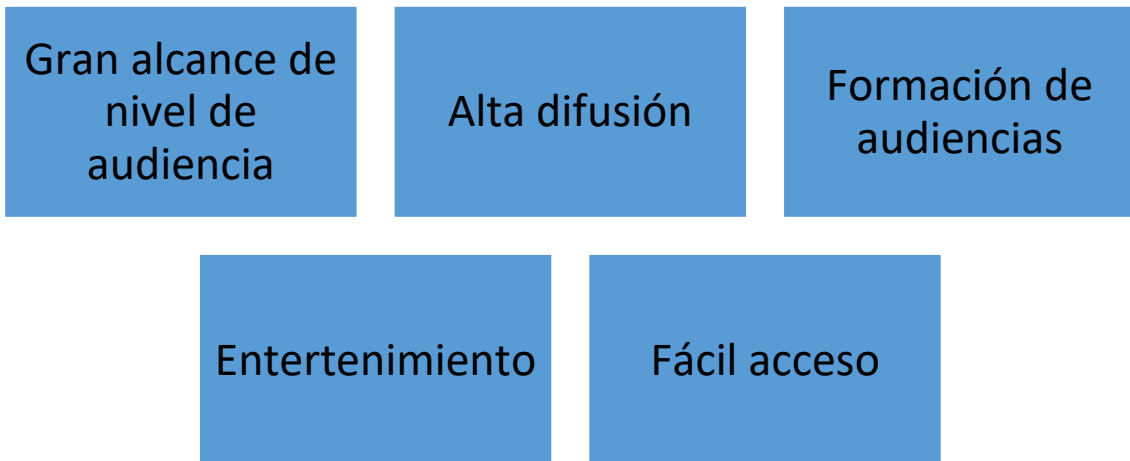 Gran alcance de
nivel de
audiencia
Alta difusión
Formación de
audiencias
Entertenimiento
Fácil acceso